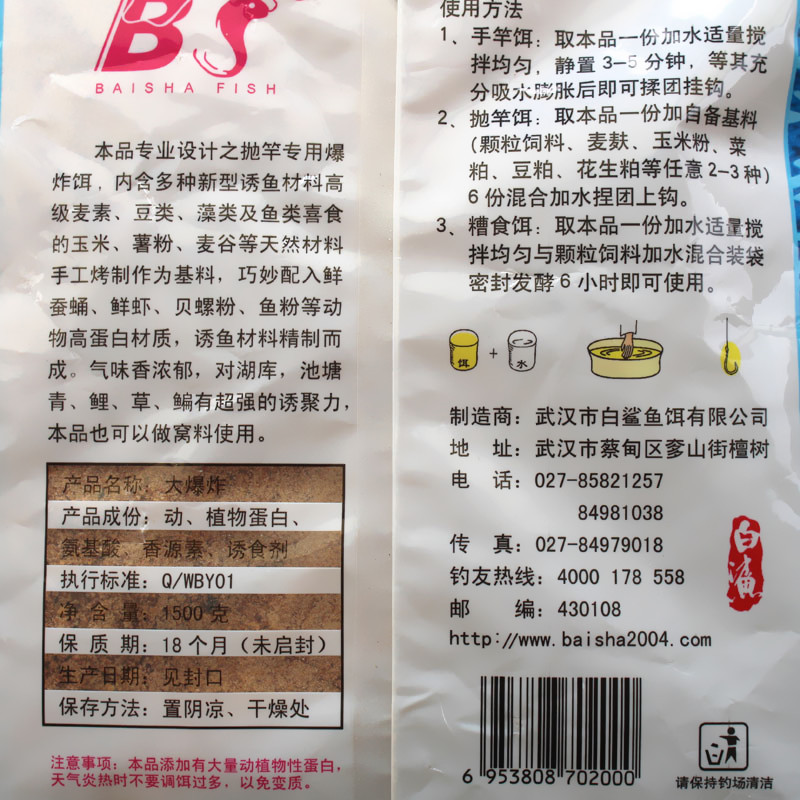 BS
BAISHA FISH
本品专业设计之抛竿专用爆
炸饵，内含多种新型诱鱼材料高
级麦素、豆类、藻类及鱼类喜食
的玉米、薯粉、麦谷等天然材料
手工烤制作为基料，巧妙配入鲜
蚕蛹、鲜虾、贝螺粉、鱼粉等动
物高蛋白材质，诱鱼材料精制而
成。气味香浓郁，对湖库，池塘
青、鲤、草、鳊有超强的诱聚力，
本品也可以做窝料使用。
产品名称：大爆炸
产品成份：动、植物蛋白、
氨基酸、香源素、诱食剂
执行标准：Q/WBY01
净 含 量：1500克
保 质 期：18个月（未启封）
生产日期：见封口
保存方法：置阴凉、干燥处
注意事项：本品添加有大量动植物性蛋白，
天气炎热时不要调饵过多，以免变质。
使用方法
1、手竿饵：取本品一份加水适量搅
拌均匀，静置3-5分钟，等其充
分吸水膨胀后即可揉团挂钩。
2、抛竿饵：取本品一份加自备基料
（颗粒饲料、麦麸、玉米粉、菜
粕、豆粕、花生粕等任意2-3种）
6份混合加水捏团上钩。
3、糟食饵：取本品一份加水适量搅
拌均匀与颗粒饲料加水混合装袋
密封发酵6小时即可使用。
饵 + 水
制造商：武汉市白鲨鱼饵有限公司
地 址：武汉市蔡甸区奓山街檀树
电 话：027-85821257
84981038
传 真：027-84979018
钓友热线：4000 178 558
邮 编：430108
http://www.baisha2004.com
白鲨
6 953808 702000
请保持钓场清洁